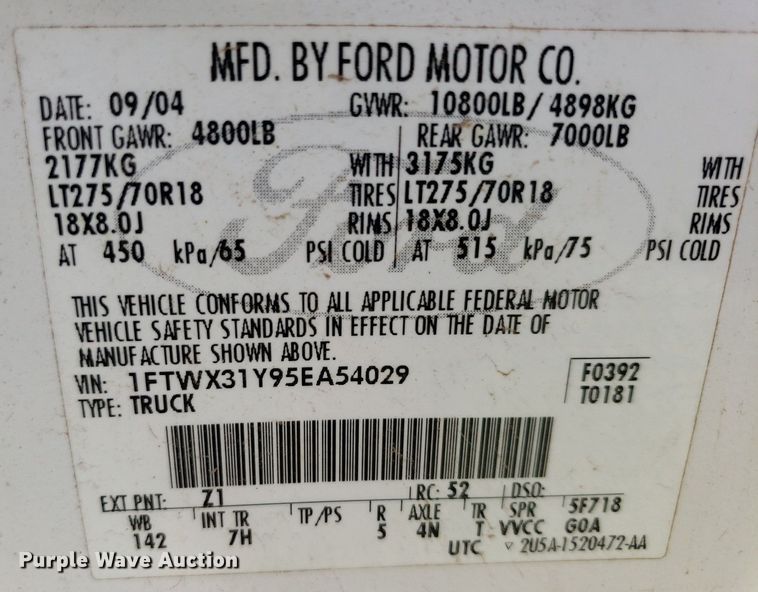 MFD. BY FORD MOTOR CO.
DATE: 09/04 GVWR: 10800LB/ 4898KG
FRONT GAWR: 4800LB REAR GAWR: 7000LB
2177KG WITH 3175KG WITH
LT275/70R18 TIRES LT275/70R18 TIRES
18X8.0J RIMS 18X8.0J RIMS
AT 450 kPa/65 PSI COLD AT 515 kPa/75 PSI COLD
Ford
THIS VEHICLE CONFORMS TO ALL APPLICABLE FEDERAL MOTOR
VEHICLE SAFETY STANDARDS IN EFFECT ON THE DATE OF
MANUFACTURE SHOWN ABOVE.
VIN: 1FTWX31Y95EA54029 F0392
TYPE: TRUCK T0181
EXT PNT: Z1 RC: 52 DSO:
WB INT TR TP/PS R AXLE TR SPR 5F718
142 7H 5 4N T VVCC GOA
UTC ▽ 2U5A-1520472-AA
Purple Wave Auction